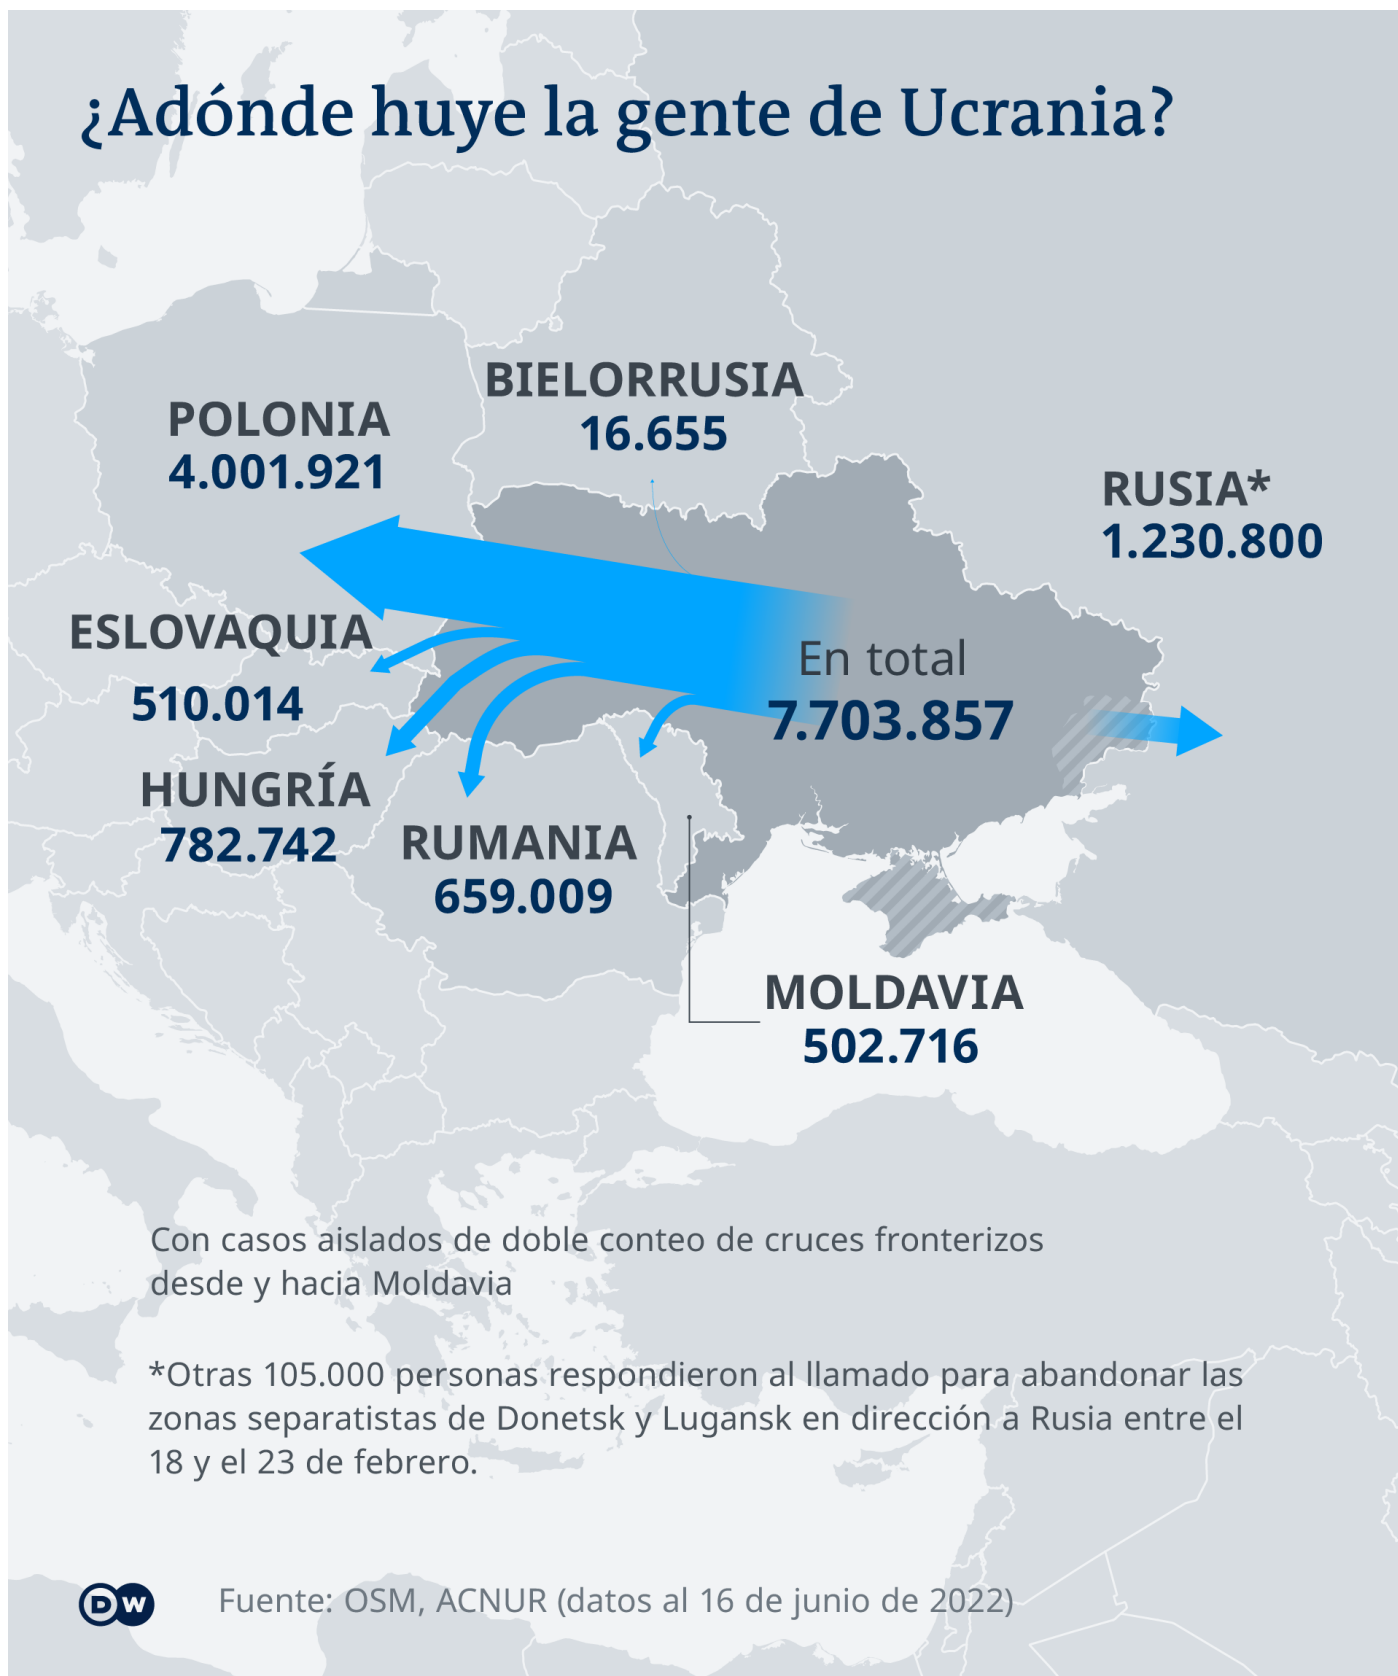 ¿Adónde huye la gente de Ucrania?
BIELORRUSIA
16.655
POLONIA
4.001.921
RUSIA*
1.230.800
ESLOVAQUIA
510.014
En total
7.703.857
HUNGRÍA
782.742
RUMANIA
659.009
MOLDAVIA
502.716
Con casos aislados de doble conteo de cruces fronterizos
desde y hacia Moldavia
*Otras 105.000 personas respondieron al llamado para abandonar las
zonas separatistas de Donetsk y Lugansk en dirección a Rusia entre el
18 y el 23 de febrero.
DW
Fuente: OSM, ACNUR (datos al 16 de junio de 2022)